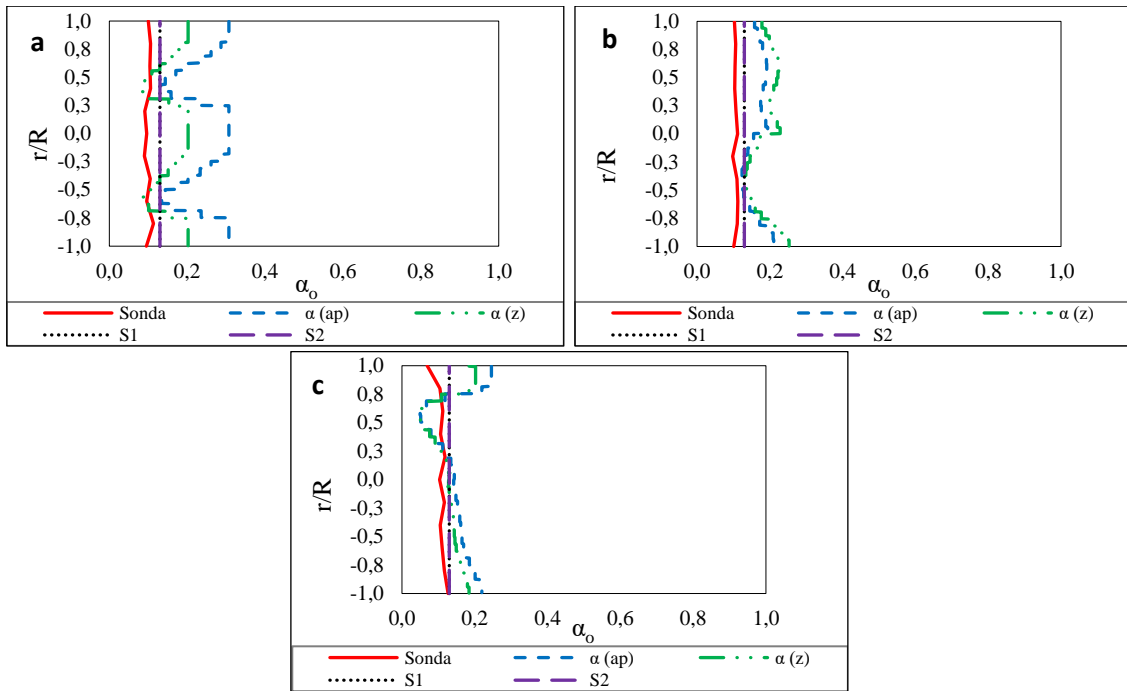 a
r/R
1,0
0,8
0,5
0,3
0,0
-0,3
-0,5
-0,8
-1,0
0,0 0,2 0,4 0,6 0,8 1,0
αo
Sonda α (ap) α (z)
S1 S2
b
r/R
1,0
0,8
0,5
0,3
0,0
-0,3
-0,5
-0,8
-1,0
0,0 0,2 0,4 0,6 0,8 1,0
αo
Sonda α (ap) α (z)
S1 S2
c
r/R
1,0
0,8
0,5
0,3
0,0
-0,3
-0,5
-0,8
-1,0
0,0 0,2 0,4 0,6 0,8 1,0
αo
Sonda α (ap) α (z)
S1 S2